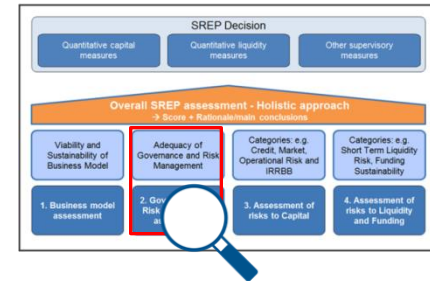 SREP Decision
Quantitative capital
measures
Quantitative liquidity
measures
Other supervisory
measures
Overall SREP assessment - Holistic approach
→ Score + Rationale/main conclusions
Viability and
Sustainability of
Business Model
Adequacy of
Governance and Risk
Management
Categories: e.g.
Credit, Market,
Operational Risk and
IRRBB
Categories: e.g.
Short Term Liquidity
Risk, Funding
Sustainability
1. Business model
assessment
2. Gov
Risk
as
3. Assessment of
risks to Capital
4. Assessment of
risks to Liquidity
and Funding